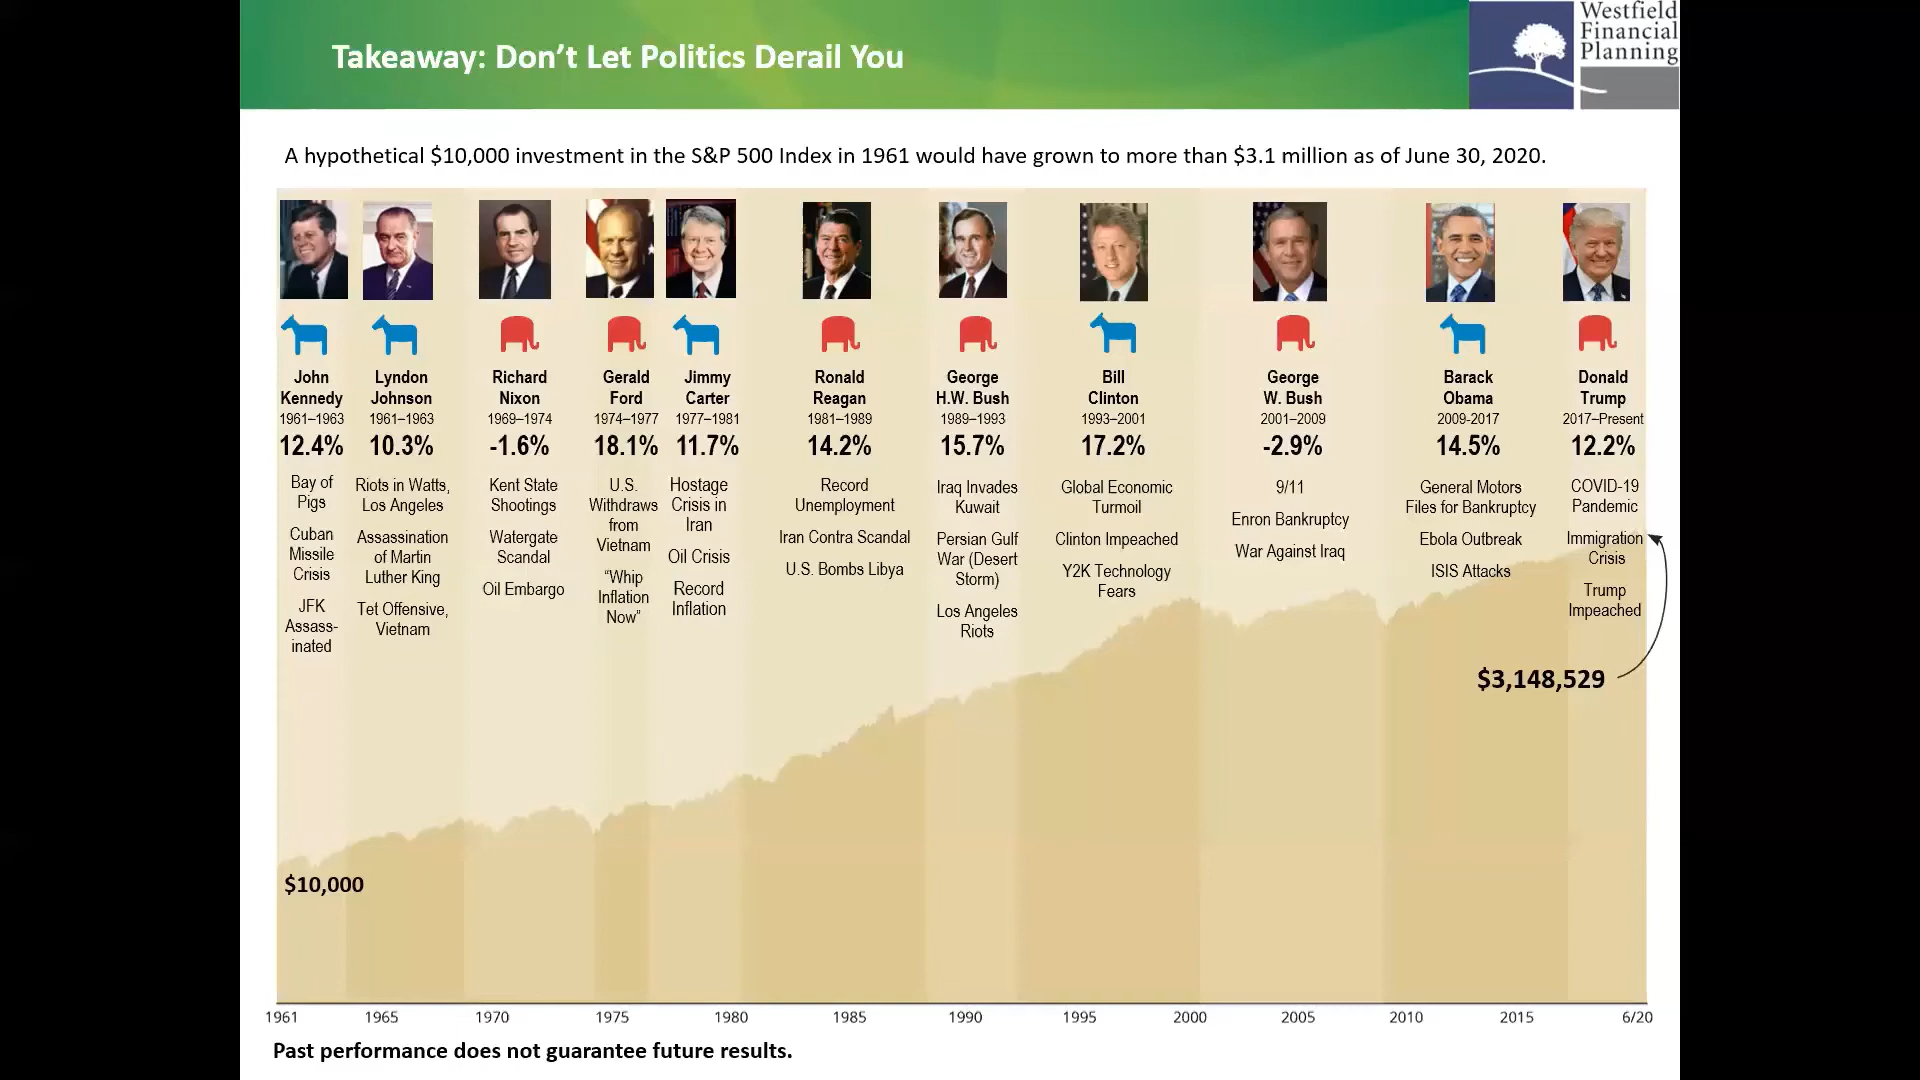 Takeaway: Don't Let Politics Derail You
Westfield
Financial
Planning
A hypothetical $10,000 investment in the S&P 500 Index in 1961 would have grown to more than $3.1 million as of June 30, 2020.
John
Kennedy
1961–1963
12.4%
Bay of
Pigs
Cuban
Missile
Crisis
JFK
Assass-
inated
Lyndon
Johnson
1961–1963
10.3%
Riots in Watts,
Los Angeles
Assassination
of Martin
Luther King
Tet Offensive,
Vietnam
Richard
Nixon
1969–1974
-1.6%
Kent State
Shootings
Watergate
Scandal
Oil Embargo
Gerald
Ford
1974–1977
18.1%
U.S.
Withdraws
from
Vietnam
“Whip
Inflation
Now”
Jimmy
Carter
1977–1981
11.7%
Hostage
Crisis in
Iran
Oil Crisis
Record
Inflation
Ronald
Reagan
1981–1989
14.2%
Record
Unemployment
Iran Contra Scandal
U.S. Bombs Libya
George
H.W. Bush
1989–1993
15.7%
Iraq Invades
Kuwait
Persian Gulf
War (Desert
Storm)
Los Angeles
Riots
Bill
Clinton
1993–2001
17.2%
Global Economic
Turmoil
Clinton Impeached
Y2K Technology
Fears
George
W. Bush
2001–2009
-2.9%
9/11
Enron Bankruptcy
War Against Iraq
Barack
Obama
2009-2017
14.5%
General Motors
Files for Bankruptcy
Ebola Outbreak
ISIS Attacks
Donald
Trump
2017–Present
12.2%
COVID-19
Pandemic
Immigration
Crisis
Trump
Impeached
$3,148,529
$10,000
1961 1965 1970 1975 1980 1985 1990 1995 2000 2005 2010 2015 6/20
Past performance does not guarantee future results.